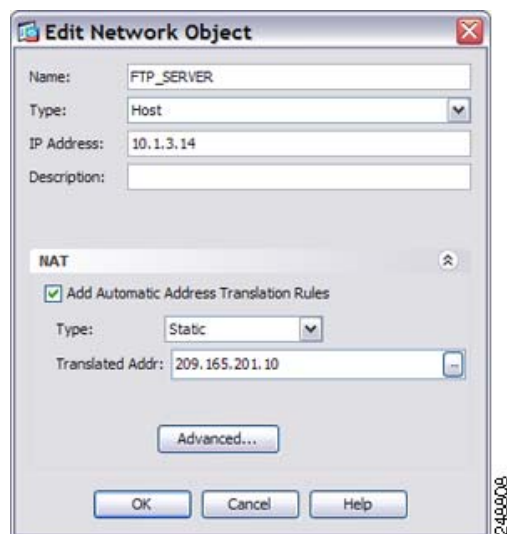 Edit Network Object
Name: FTP_SERVER
Type: Host
IP Address: 10.1.3.14
Description:
NAT
Add Automatic Address Translation Rules
Type: Static
Translated Addr: 209.165.201.10
...
Advanced...
OK Cancel Help
248908